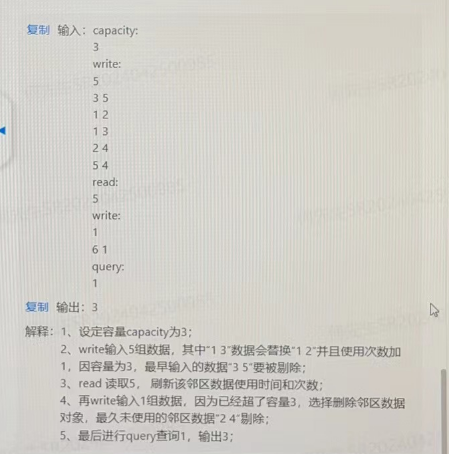 复制 输入：capacity:
3
write:
5
3 5
1 2
1 3
2 4
5 4
read:
5
write:
1
6 1
query:
1
复制 输出：3
解释：1、设定容量capacity为3；
2、write输入5组数据，其中"1 3"数据会替换"1 2"并且使用次数加
1，因容量为3，最早输入的数据"3 5"要被剔除；
3、read 读取5， 刷新该邻区数据使用时间和次数；
4、再write输入1组数据，因为已经超了容量3，选择删除邻区数据
对象，最久未使用的邻区数据"2 4"剔除；
5、最后进行query查询1，输出3；